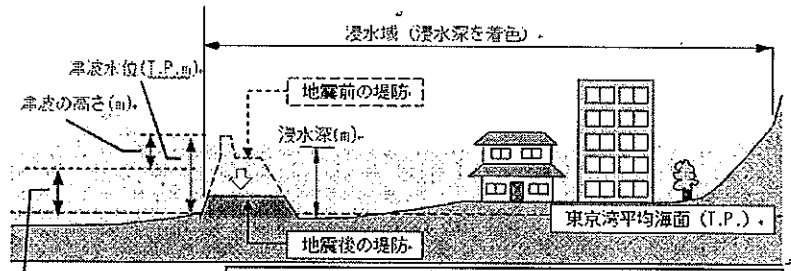 浸水域（浸水深を着色）
津波水位(T.P.m)
地震前の堤防
津波の高さ(m)
浸水深(m)
東京湾平均海面（T.P.）
地震後の堤防